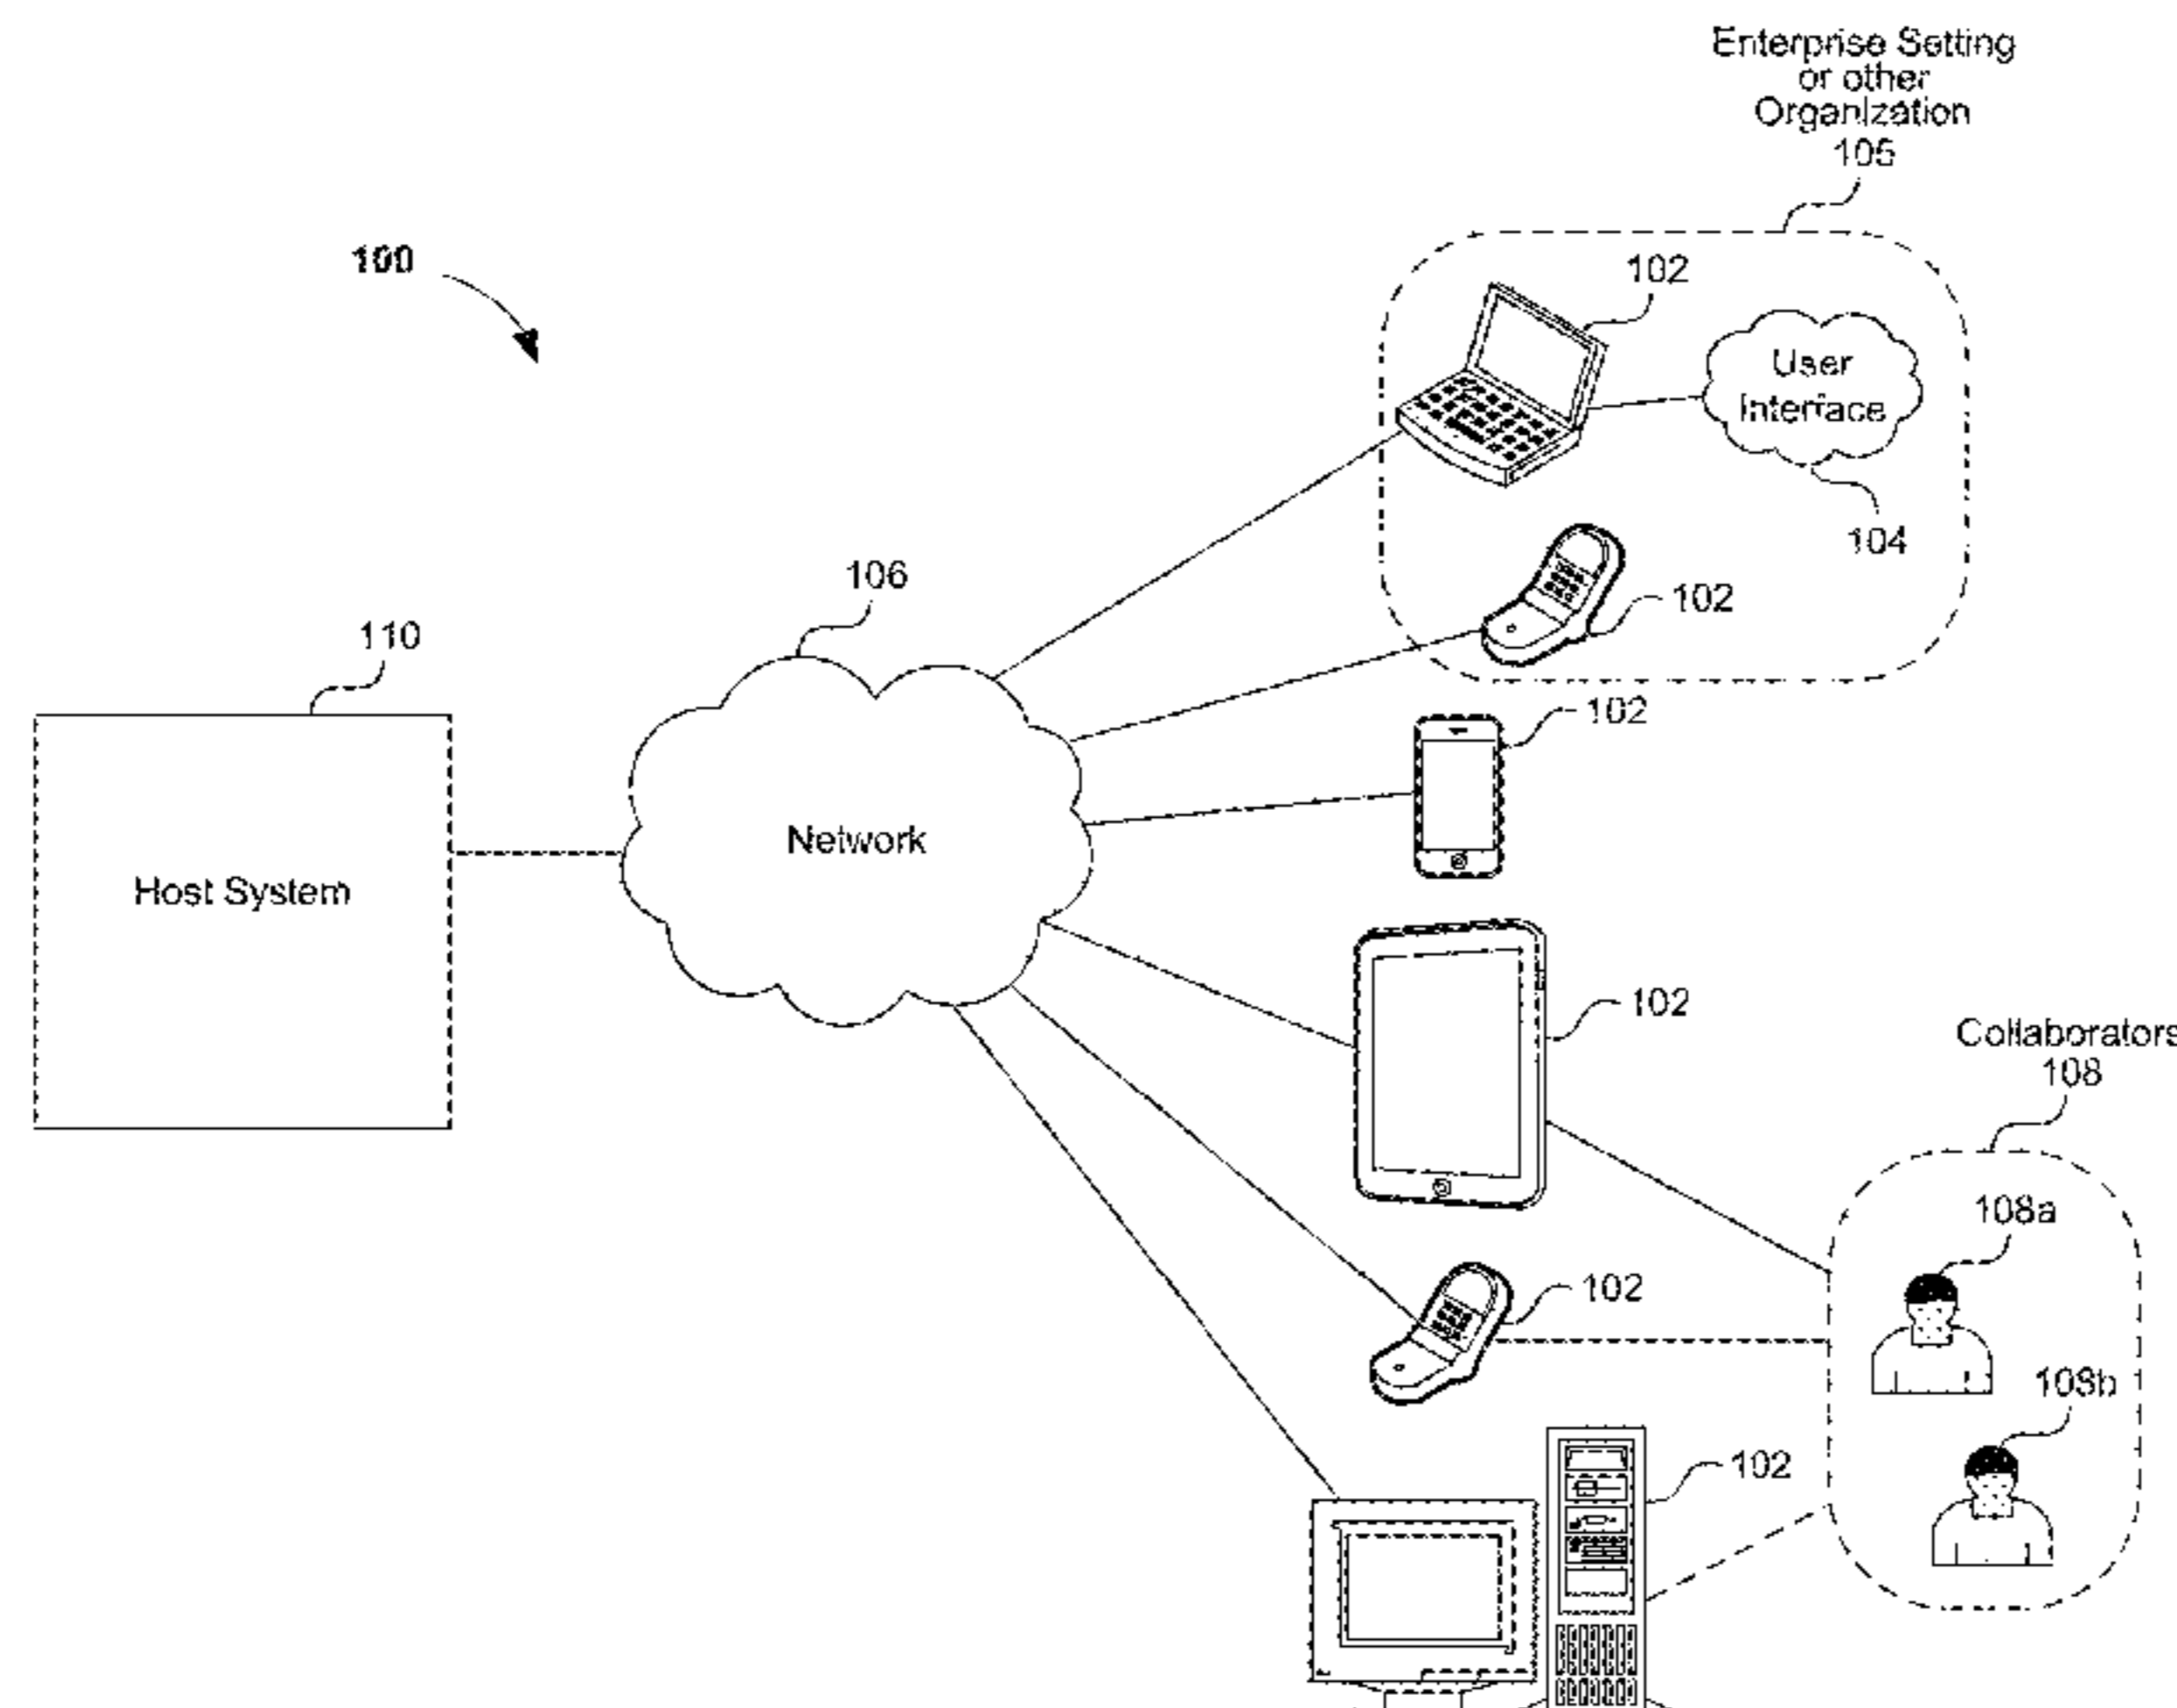 Enterprise Setting
or other
Organization
105
100
102
User
Interface
104
106
102
110
102
Network
Host System
102
Collaborators
108
108a
102
108b
102